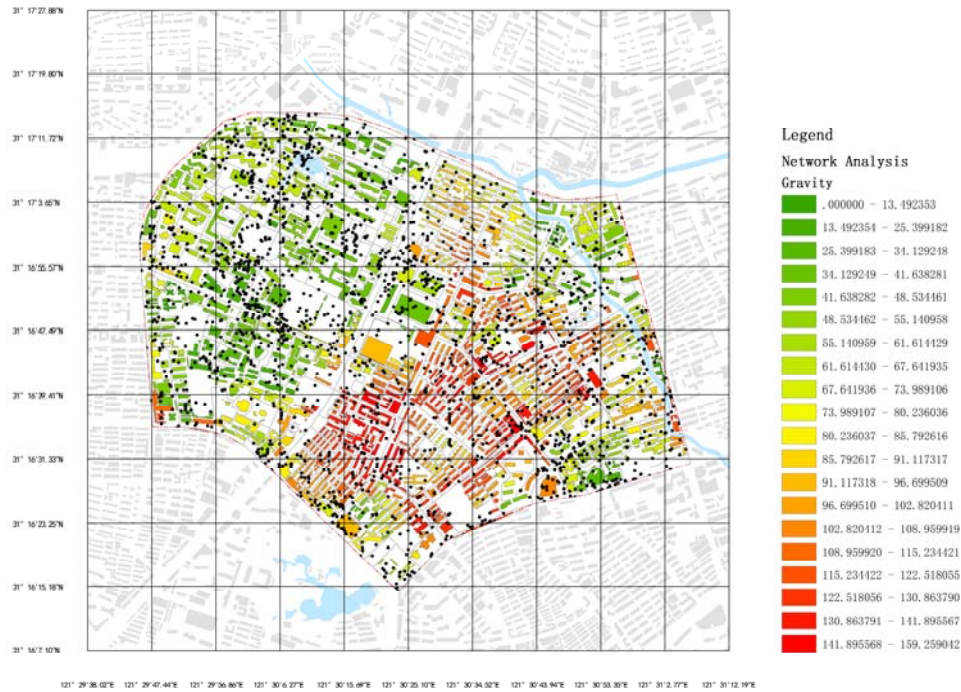 31° 17'27.88"N
31° 17'19.80"N
31° 17'11.72"N
31° 17'3.65"N
31° 16'55.57"N
31° 16'47.49"N
31° 16'39.41"N
31° 16'31.33"N
31° 16'23.25"N
31° 16'15.18"N
31° 16'7.10"N
121° 29'38.02"E 121° 29'47.44"E 121° 29'56.86"E 121° 30'6.27"E 121° 30'15.69"E 121° 30'25.10"E 121° 30'34.52"E 121° 30'43.94"E 121° 30'53.35"E 121° 31'2.77"E 121° 31'12.19"E
Legend
Network Analysis
Gravity
.000000 - 13.492353
13.492354 - 25.399182
25.399183 - 34.129248
34.129249 - 41.638281
41.638282 - 48.534461
48.534462 - 55.140958
55.140959 - 61.614429
61.614430 - 67.641935
67.641936 - 73.989106
73.989107 - 80.236036
80.236037 - 85.792616
85.792617 - 91.117317
91.117318 - 96.699509
96.699510 - 102.820411
102.820412 - 108.959919
108.959920 - 115.234421
115.234422 - 122.518055
122.518056 - 130.863790
130.863791 - 141.895567
141.895568 - 159.259042